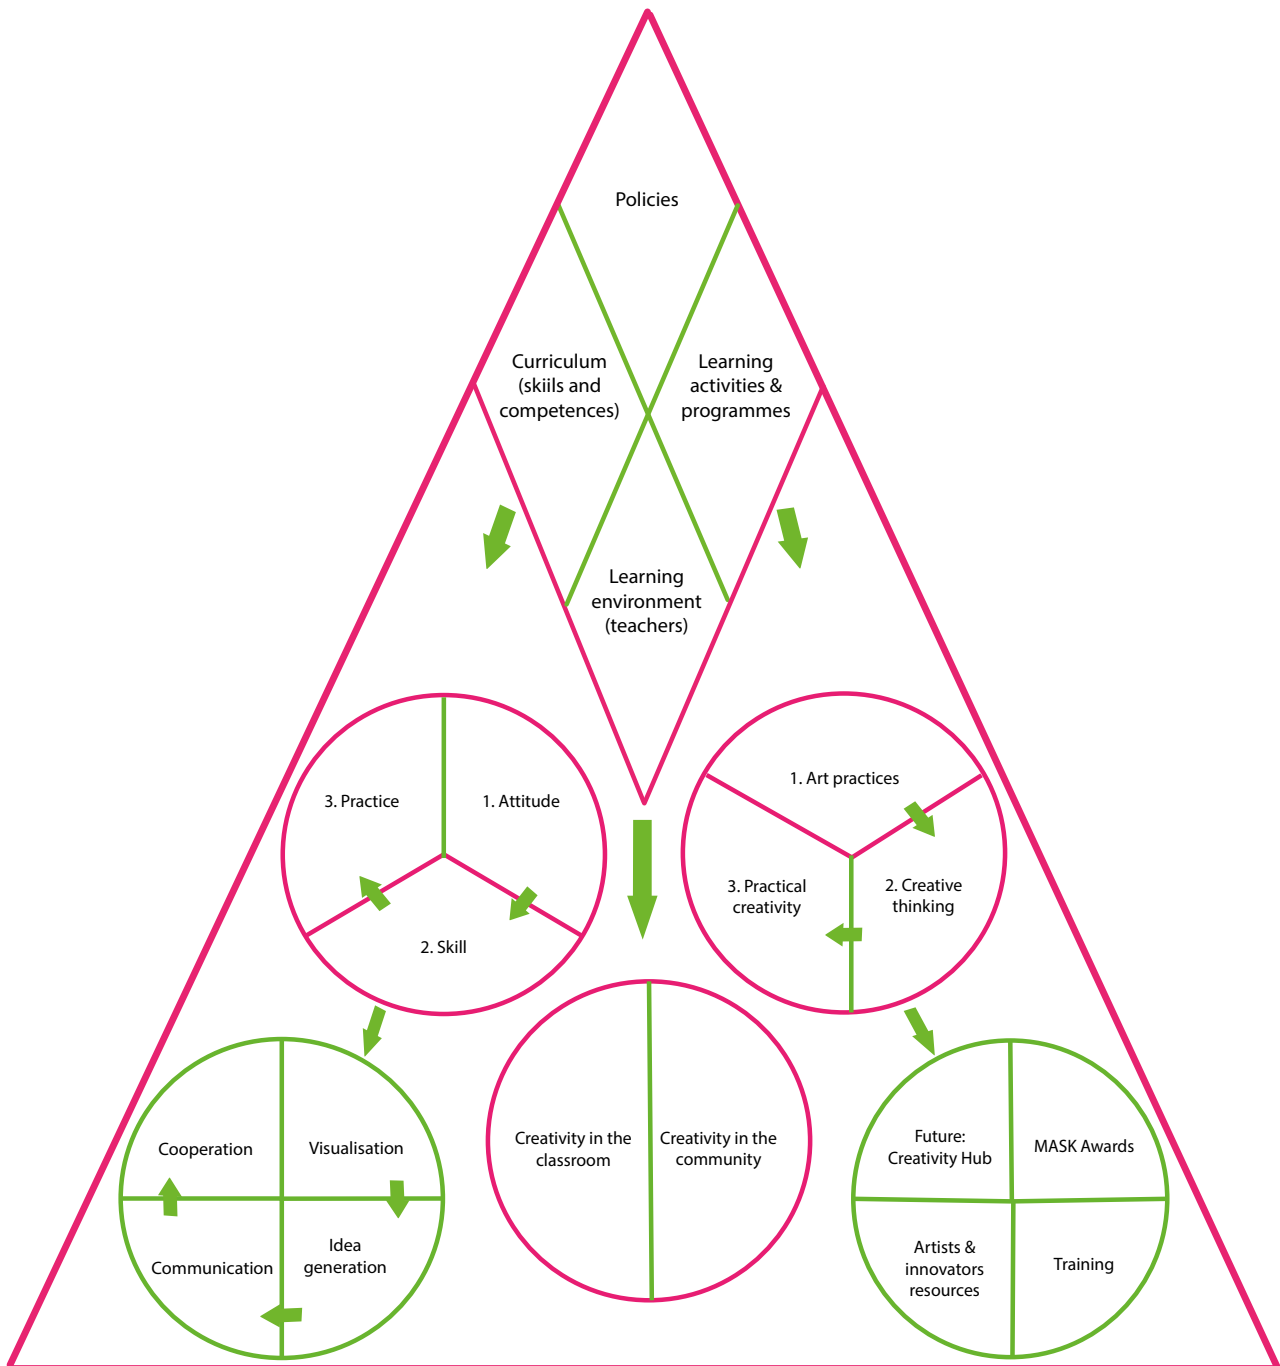 Policies
Curriculum
(skiils and
competences)
Learning
activities &
programmes
Learning
environment
(teachers)
3. Practice
1. Attitude
2. Skill
1. Art practices
3. Practical
creativity
2. Creative
thinking
Cooperation
Visualisation
Communication
Idea
generation
Creativity in the
classroom
Creativity in the
community
Future:
Creativity Hub
MASK Awards
Artists &
innovators
resources
Training